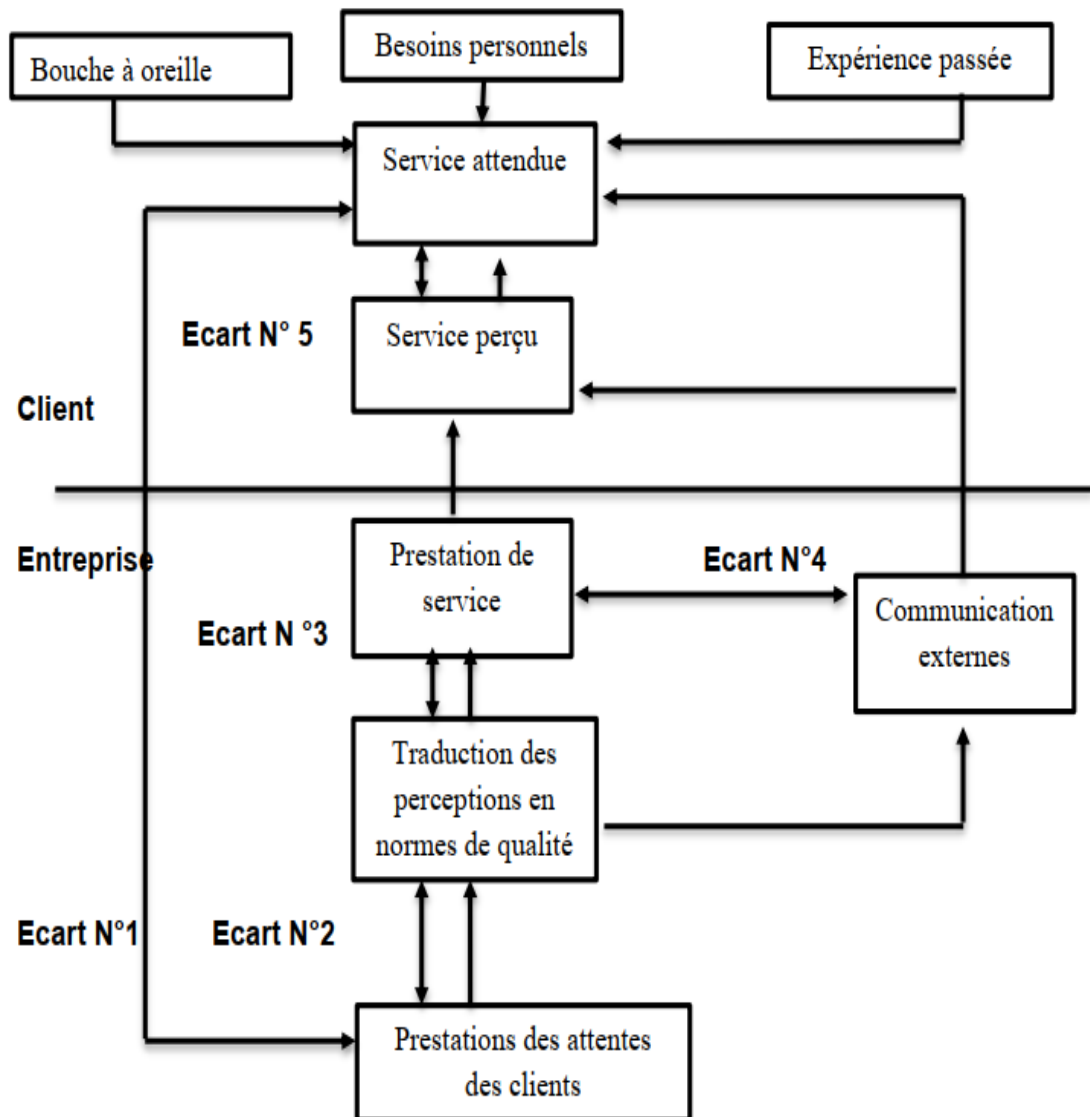 Bouche à oreille
Besoins personnels
Expérience passée
Service attendue
Ecart N° 5
Service perçu
Client
Entreprise
Prestation de
service
Ecart N°4
Communication
externes
Ecart N °3
Traduction des
perceptions en
normes de qualité
Ecart N°1
Ecart N°2
Prestations des attentes
des clients